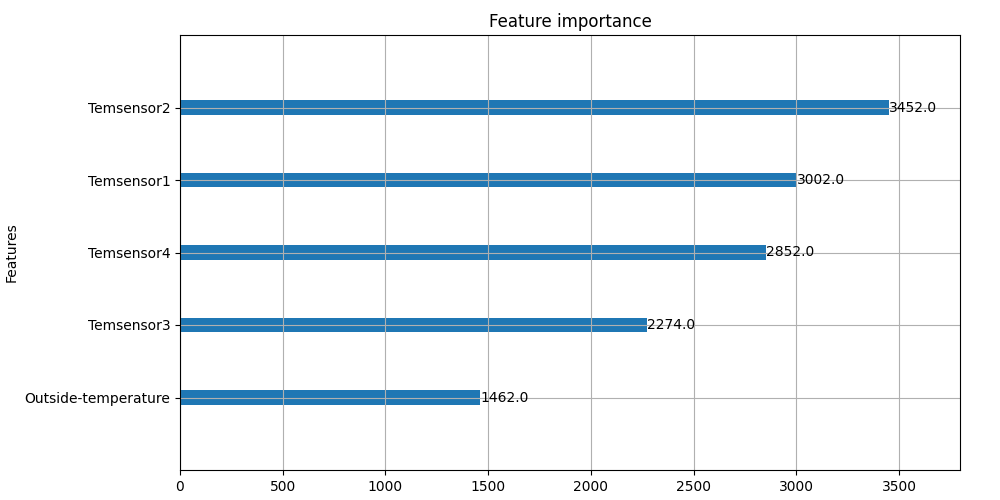 Feature importance
Features
Temsensor2
3452.0
Temsensor1
3002.0
Temsensor4
2852.0
Temsensor3
2274.0
Outside-temperature
1462.0
0 500 1000 1500 2000 2500 3000 3500